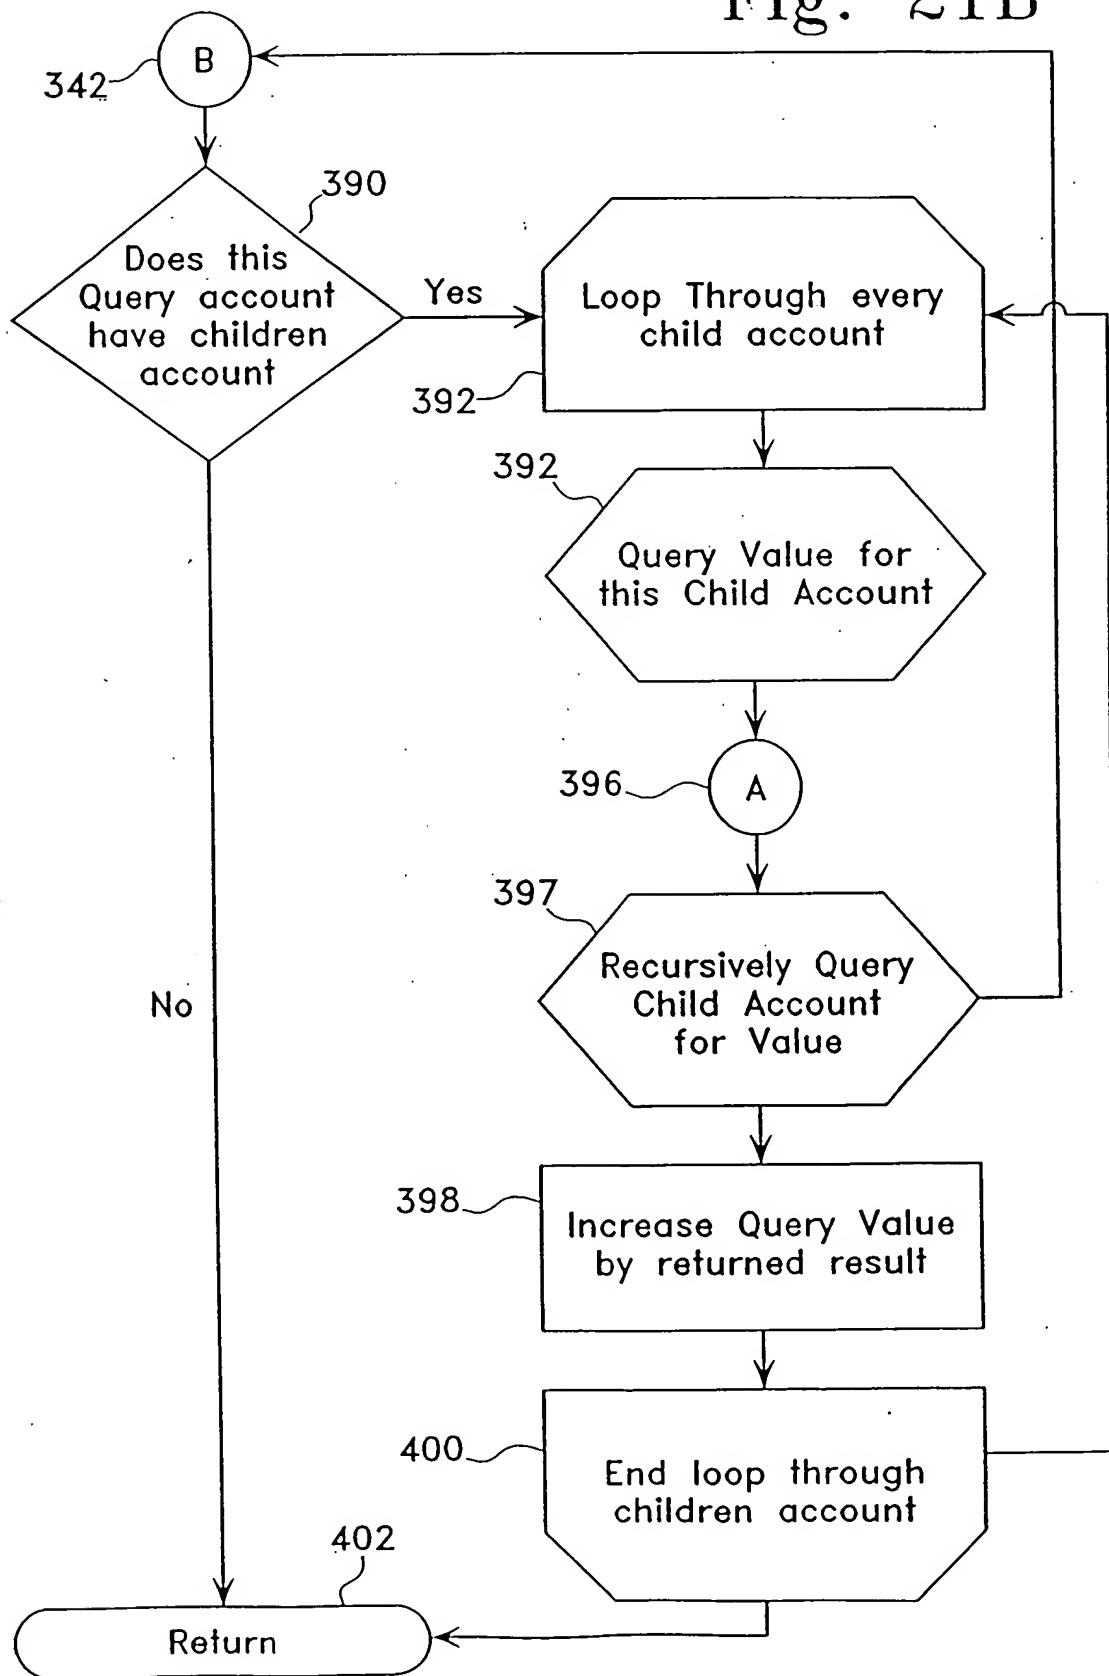 Fig. 21B
B
342
390
Does this
Query account
have children
account
Yes
Loop Through every
child account
392
392
Query Value for
this Child Account
396
A
397
Recursively Query
Child Account
for Value
No
398
Increase Query Value
by returned result
400
End loop through
children account
402
Return